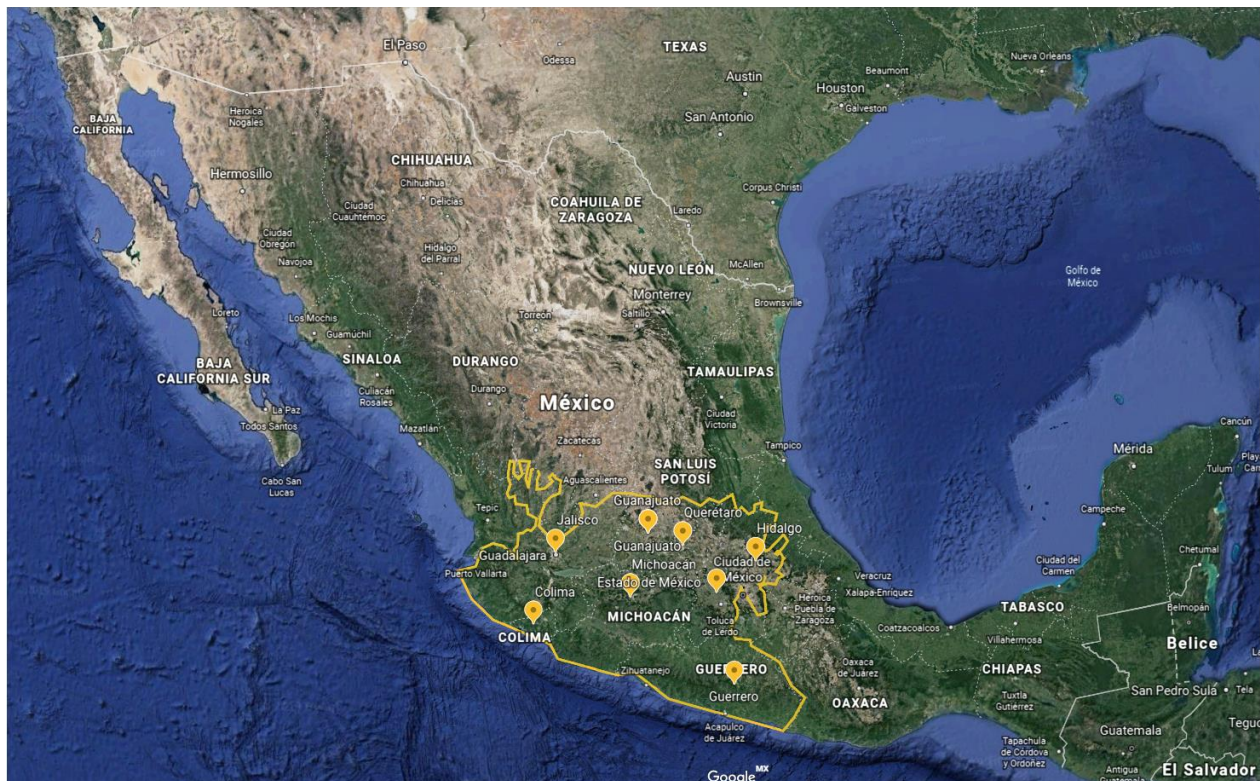 El Paso
TEXAS
Odessa
Nueva Orleáns
Austin
Beaumont
Houston
Galveston
San Antonio
BAJA
CALIFORNIA
Heroica
Nogales
CHIHUAHUA
Hermosillo
Chihuahua
Delicias
Ciudad
Cuauhtemoc
COAHUILA DE
ZARAGOZA
Corpus Christi
Laredo
Ciudad
Obregón
Navojoa
Hidalgo
del Parral
NUEVO LEÓN
McAllen
Golfo de
México
Monterrey
Brownsville
Loreto
Los Mochis
Guamúchil
Torreón
Saltillo
SINALOA
DURANGO
BAJA
CALIFORNIA SUR
TAMAULIPAS
Culiacán
Rosales
Durango
México
La Paz
Todos Santos
Mazatlán
Ciudad
Victoria
Cancún
Zacatecas
Tampico
Mérida
Cabo San
Lucas
SAN LUIS
POTOSÍ
Tulum
Aguascalientes
Tepic
Guanajuato
Querétaro
Campeche
Jalisco
Hidalgo
Guadalajara
Guanajuato
Chetumal
Puerto Vallarta
Michoacán
Ciudad de
México
Ciudad del
Carmen
Estado de México
Veracruz
Xalapa-Enríquez
Colima
Heroica
Puebla de
Zaragoza
TABASCO
Belmopán
MICHOACÁN
Toluca
de Lerdo
Coatzacoalcos
COLIMA
Villahermosa
Belice
Zihuatanejo
GUERRERO
Oaxaca
de Juárez
CHIAPAS
Guerrero
Tuxtla
Gutiérrez
San Pedro Sula
Tela
OAXACA
Acapulco
de Juárez
Guatemala
Tapachula de
Córdova
y Ordoñez
Antigua
Guatemala
El Salvador
Google MX